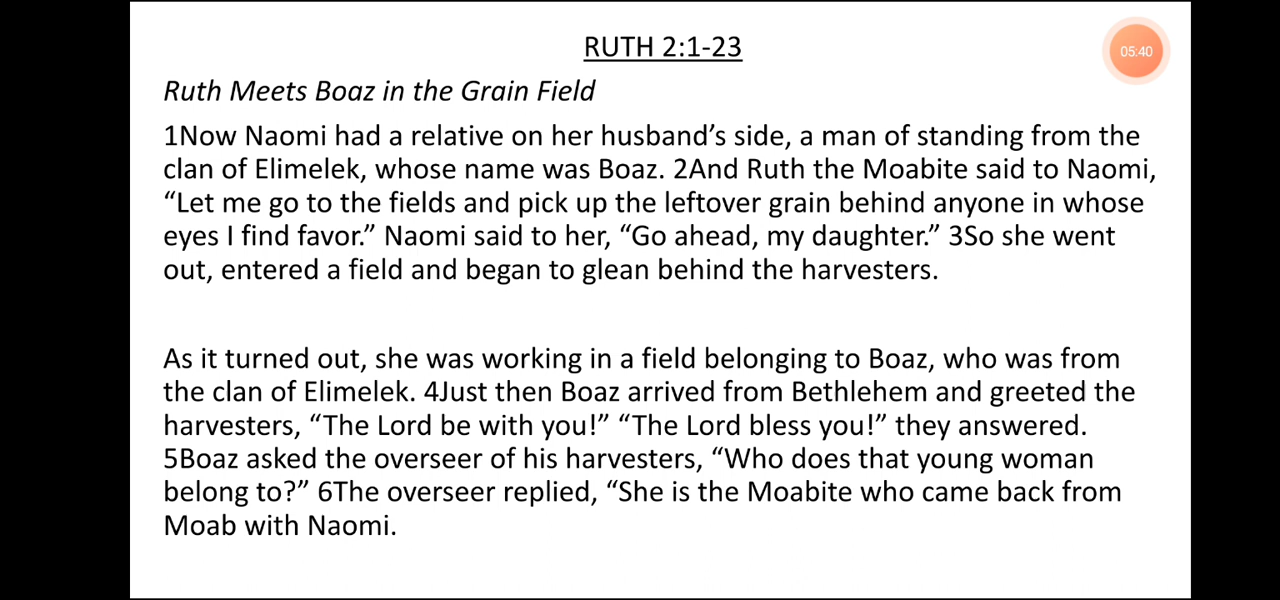 RUTH 2:1-23
05:40
Ruth Meets Boaz in the Grain Field
1Now Naomi had a relative on her husband’s side, a man of standing from the
clan of Elimelek, whose name was Boaz. 2And Ruth the Moabite said to Naomi,
“Let me go to the fields and pick up the leftover grain behind anyone in whose
eyes I find favor.” Naomi said to her, “Go ahead, my daughter.” 3So she went
out, entered a field and began to glean behind the harvesters.
As it turned out, she was working in a field belonging to Boaz, who was from
the clan of Elimelek. 4Just then Boaz arrived from Bethlehem and greeted the
harvesters, “The Lord be with you!” “The Lord bless you!” they answered.
5Boaz asked the overseer of his harvesters, “Who does that young woman
belong to?” 6The overseer replied, “She is the Moabite who came back from
Moab with Naomi.